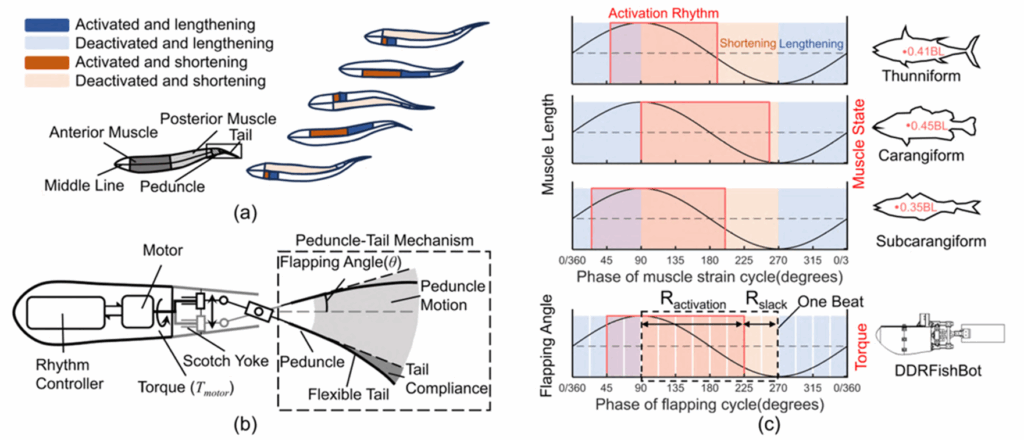 Activated and lengthening
Deactivated and lengthening
Activated and shortening
Deactivated and shortening
Anterior Muscle
Posterior Muscle
Tail
Middle Line
Peduncle
(a)
Peduncle-Tail Mechanism
Motor
Flapping Angle(θ)
Peduncle
Motion
Rhythm
Controller
Scotch Yoke
Torque (Tmotor)
Peduncle
Flexible Tail
Tail
Compliance
(b)
(c)
Activation Rhythm
Shortening
Lengthening
•0.41BL
Thunniform
Muscle Length
Muscle State
•0.45BL
Carangiform
•0.35BL
Subcarangiform
0/360 45 90 135 180 225 270 315 0/3
Phase of muscle strain cycle(degrees)
Ractivation
Rslack
One Beat
Flapping Angle
Torque
DDRFishBot
0/360 45 90 135 180 225 270 315 0/360
Phase of flapping cycle(degrees)
(c)